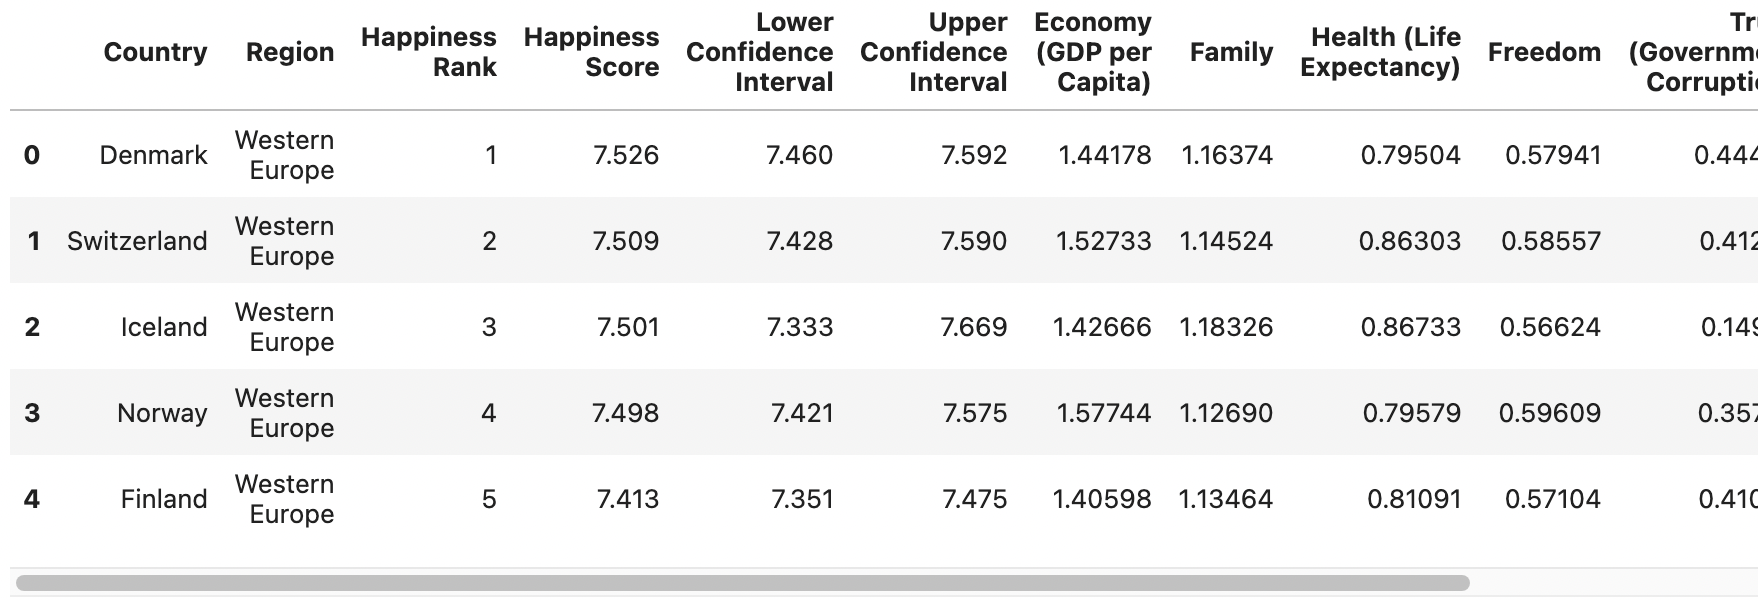 Country Region Happiness Rank Happiness Score Lower Confidence Interval Upper Confidence Interval Economy (GDP per Capita) Family Health (Life Expectancy) Freedom
0 Denmark Western Europe 1 7.526 7.460 7.592 1.44178 1.16374 0.79504 0.57941 0.444
1 Switzerland Western Europe 2 7.509 7.428 7.590 1.52733 1.14524 0.86303 0.58557 0.412
2 Iceland Western Europe 3 7.501 7.333 7.669 1.42666 1.18326 0.86733 0.56624 0.149
3 Norway Western Europe 4 7.498 7.421 7.575 1.57744 1.12690 0.79579 0.59609 0.357
4 Finland Western Europe 5 7.413 7.351 7.475 1.40598 1.13464 0.81091 0.57104 0.410